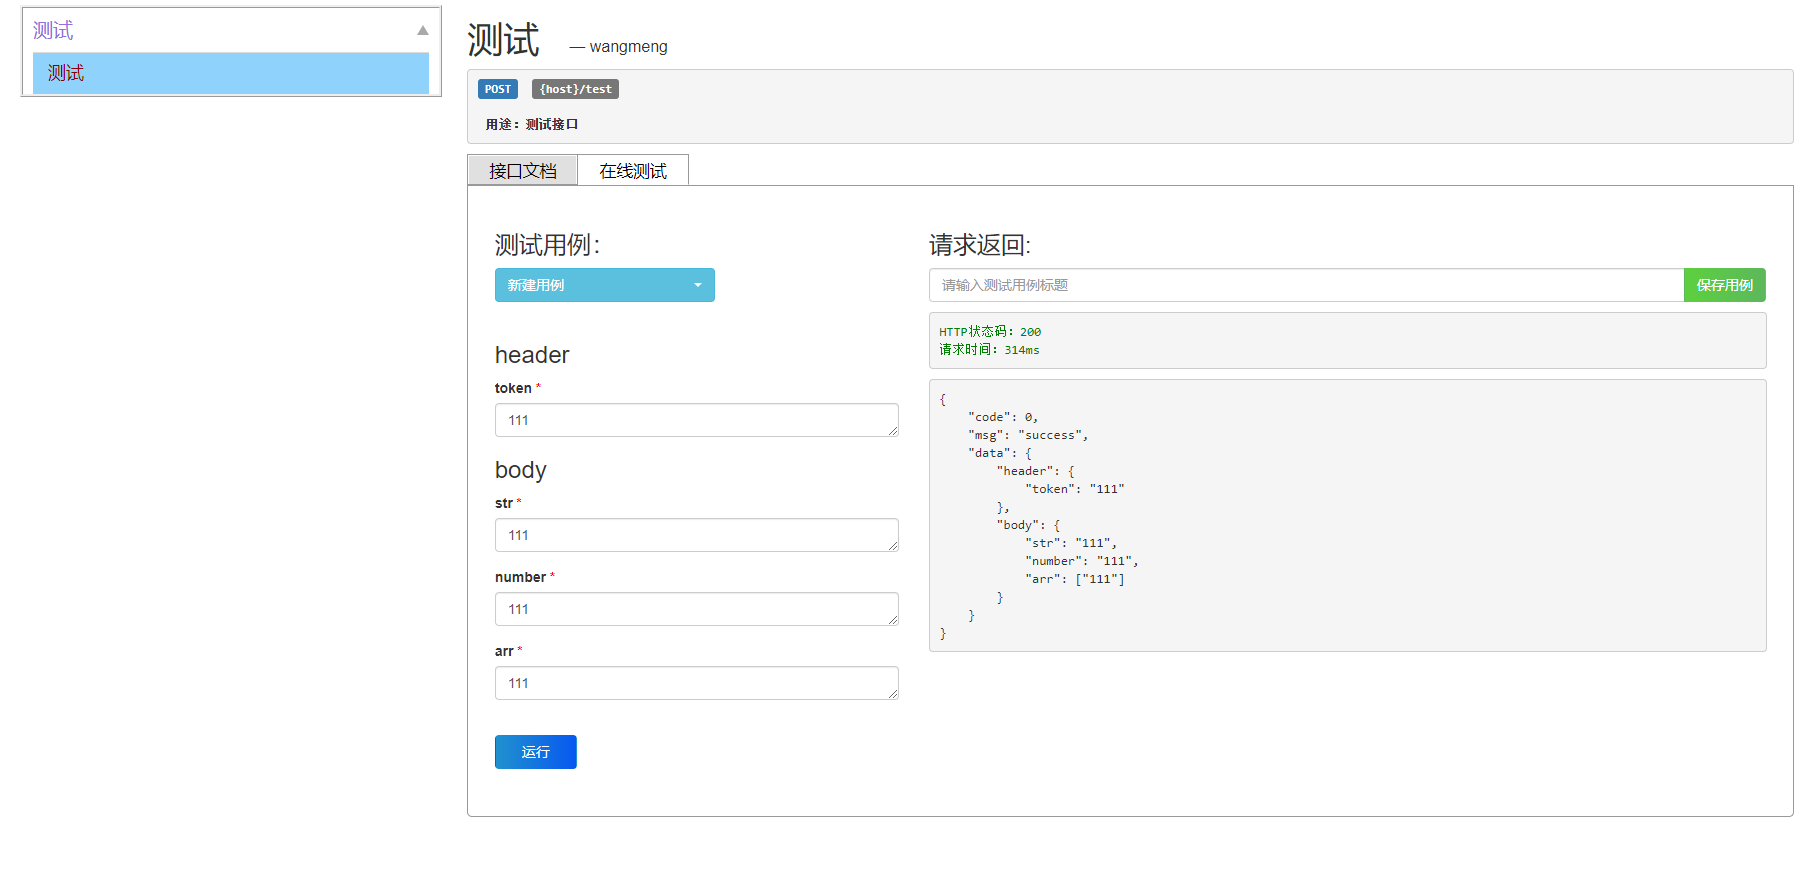 测试
测试
测试 — wangmeng
POST {host}/test
用途：测试接口
接口文档 在线测试
测试用例：
新建用例
header
token *
111
body
str *
111
number *
111
arr *
111
运行
请求返回:
请输入测试用例标题 保存用例
HTTP状态码：200
请求时间：314ms
{
    "code": 0,
    "msg": "success",
    "data": {
        "header": {
            "token": "111"
        },
        "body": {
            "str": "111",
            "number": "111",
            "arr": ["111"]
        }
    }
}